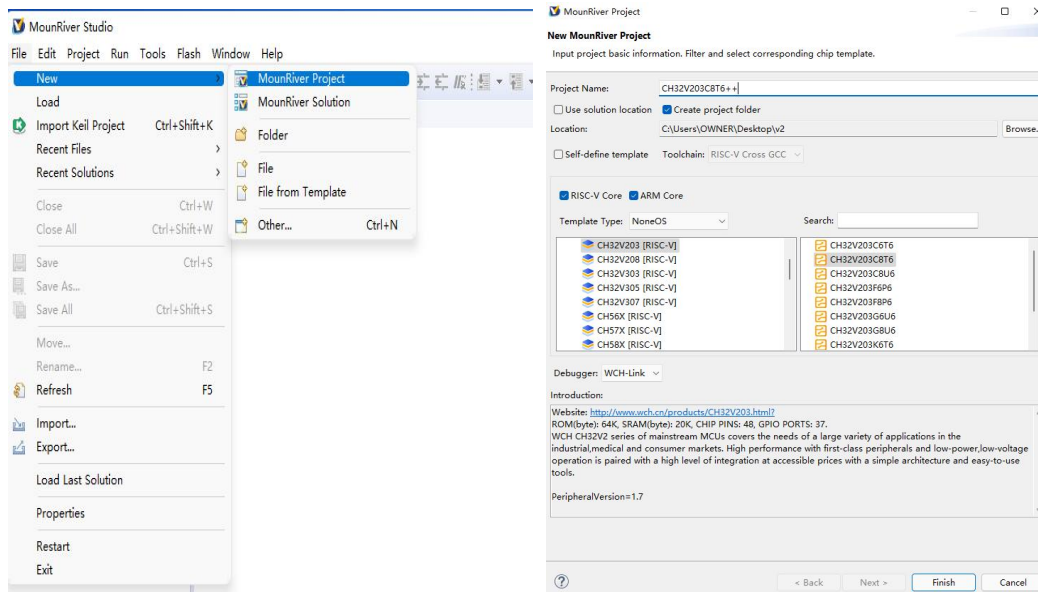 MounRiver Studio
File Edit Project Run Tools Flash Window Help
New
Load
Import Keil Project Ctrl+Shift+K
Recent Files
Recent Solutions
Close Ctrl+W
Close All Ctrl+Shift+W
Save Ctrl+S
Save As...
Save All Ctrl+Shift+S
Move...
Rename... F2
Refresh F5
Import...
Export...
Load Last Solution
Properties
Restart
Exit
MounRiver Project
MounRiver Solution
Folder
File
File from Template
Other... Ctrl+N
MounRiver Project
New MounRiver Project
Input project basic information. Filter and select corresponding chip template.
Project Name: CH32V203C8T6++
Use solution location Create project folder
Location: C:\Users\OWNER\Desktop\v2 Browse.
Self-define template Toolchain: RISC-V Cross GCC
RISC-V Core ARM Core
Template Type: NoneOS Search:
CH32V203 [RISC-V]
CH32V208 [RISC-V]
CH32V303 [RISC-V]
CH32V305 [RISC-V]
CH32V307 [RISC-V]
CH56X [RISC-V]
CH57X [RISC-V]
CH58X [RISC-V]
CH32V203C6T6
CH32V203C8T6
CH32V203C8U6
CH32V203F6P6
CH32V203F8P6
CH32V203G6U6
CH32V203G8U6
CH32V203K6T6
Debugger: WCH-Link
Introduction:
Website: http://www.wch.cn/products/CH32V203.html?
ROM(byte): 64K, SRAM(byte): 20K, CHIP PINS: 48, GPIO PORTS: 37.
WCH CH32V2 series of mainstream MCUs covers the needs of a large variety of applications in the
industrial,medical and consumer markets. High performance with first-class peripherals and low-power,low-voltage
operation is paired with a high level of integration at accessible prices with a simple architecture and easy-to-use
tools.
PeripheralVersion=1.7
? < Back Next > Finish Cancel